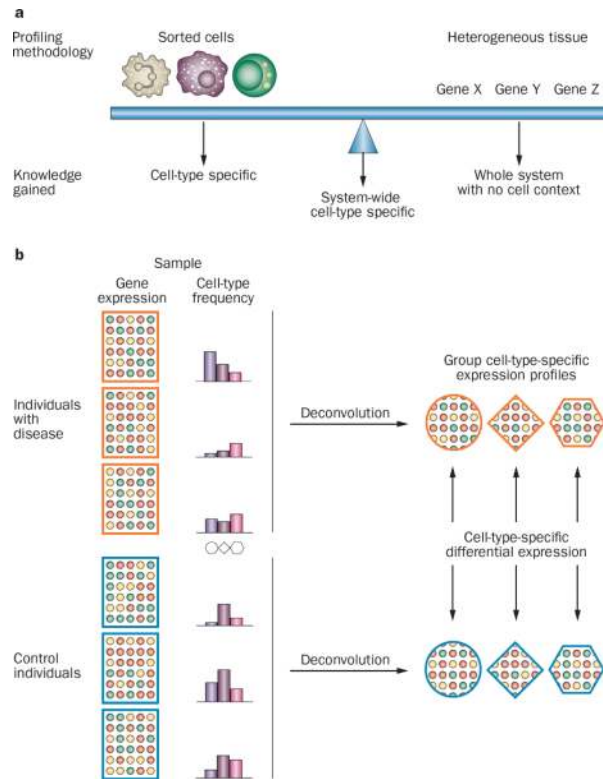 a
Profiling
methodology
Sorted cells
Heterogeneous tissue
Gene X Gene Y Gene Z
Knowledge
gained
Cell-type specific
System-wide
cell-type specific
Whole system
with no cell context
b
Sample
Gene
expression
Cell-type
frequency
Individuals
with
disease
Deconvolution
Group cell-type-specific
expression profiles
Cell-type-specific
differential expression
Control
individuals
Deconvolution